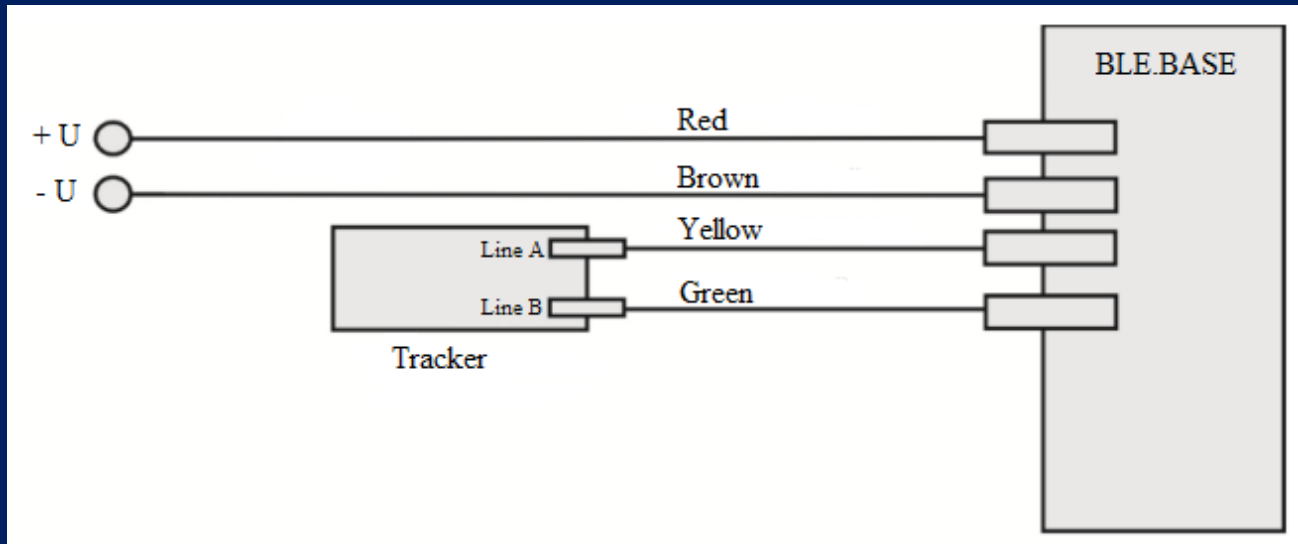 BLE.BASE
+ U
Red
- U
Brown
Yellow
Line A
Green
Line B
Tracker